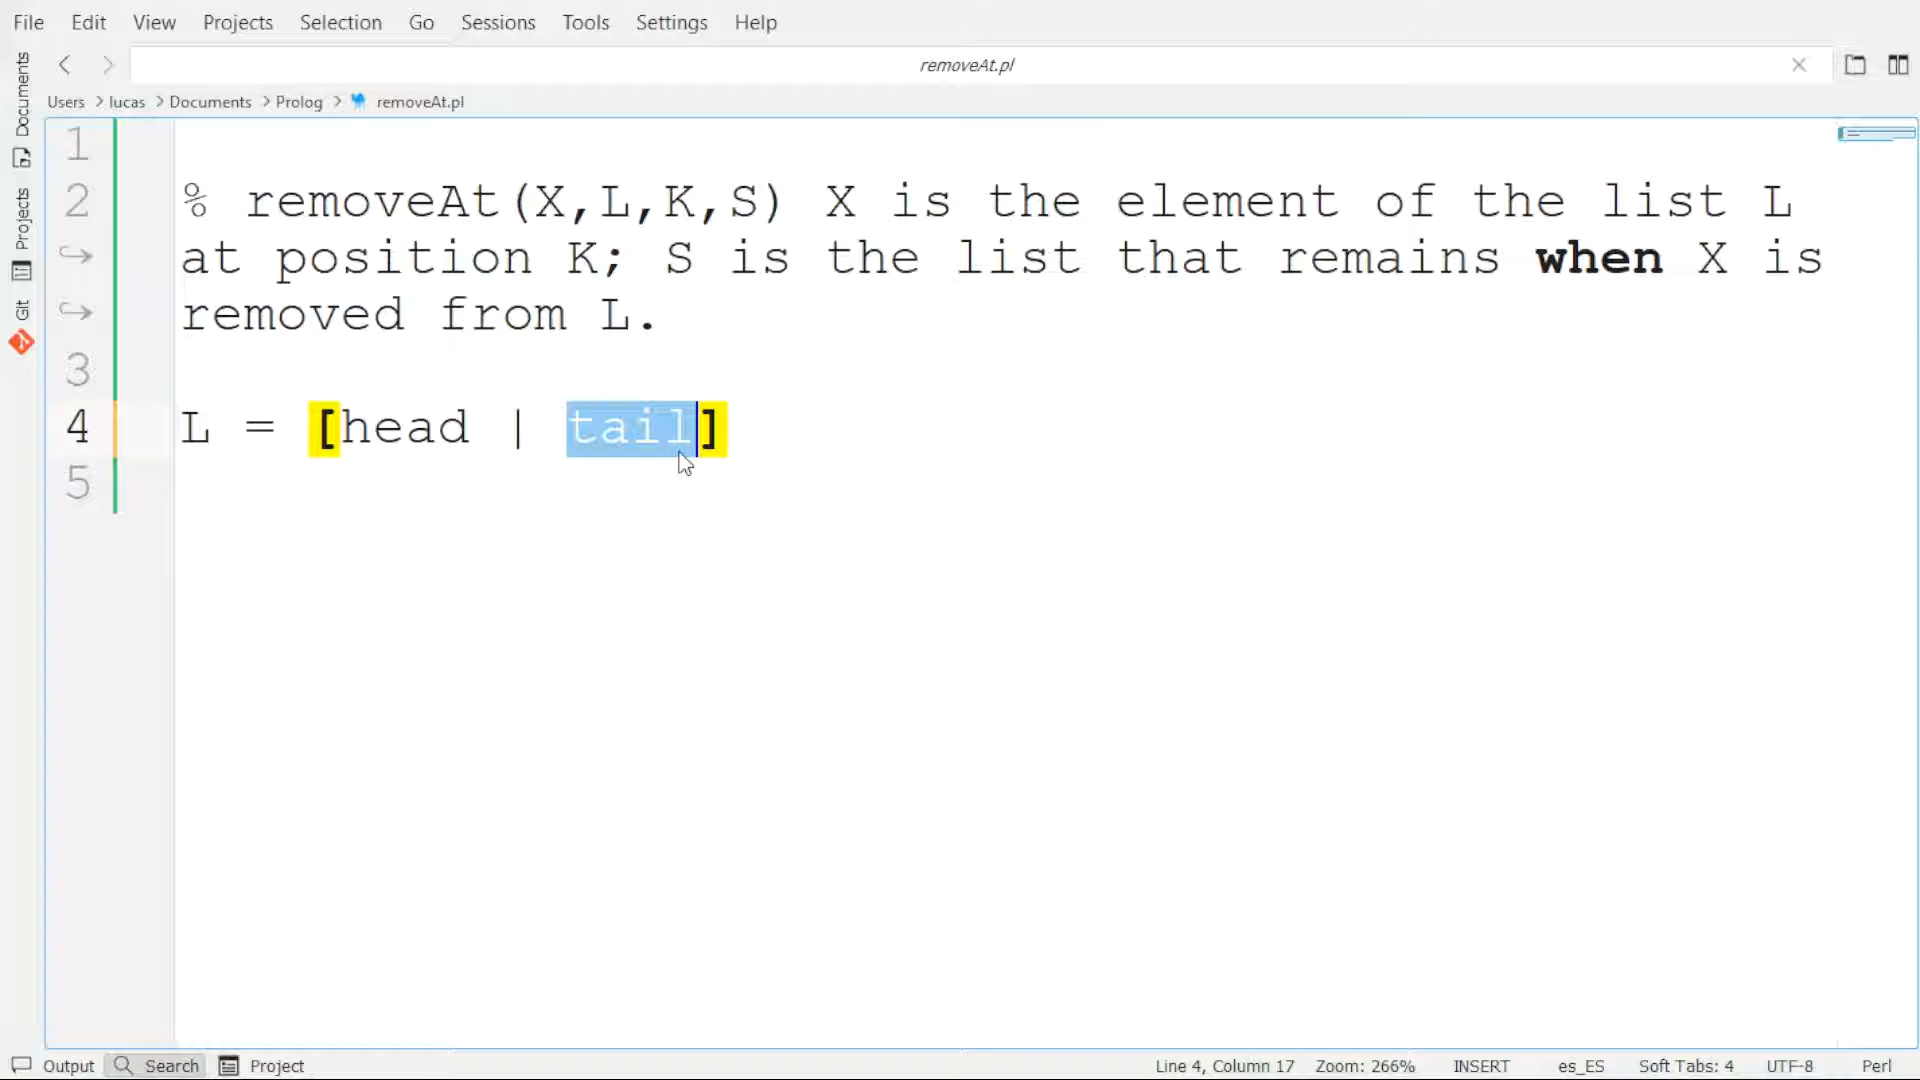 File Edit View Projects Selection Go Sessions Tools Settings Help
removeAt.pl
Users > lucas > Documents > Prolog > removeAt.pl
Documents
Projects
Git
1
2 % removeAt(X,L,K,S) X is the element of the list L
at position K; S is the list that remains when X is
removed from L.
3
4 L = [head | tail]
5
Output Search Project Line 4, Column 17 Zoom: 266% INSERT es_ES Soft Tabs: 4 UTF-8 Perl